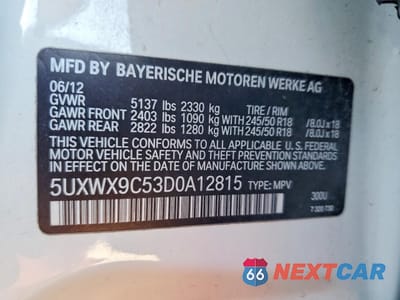 MFD BY BAYERISCHE MOTOREN WERKE AG
06/12
GVWR 5137 lbs 2330 kg TIRE / RIM
GAWR FRONT 2403 lbs 1090 kg WITH 245/50 R18 /8.0J x 18
GAWR REAR 2822 lbs 1280 kg WITH 245/50 R18 /8.0J x 18
THIS VEHICLE CONFORMS TO ALL APPLICABLE U.S. FEDERAL
MOTOR VEHICLE SAFETY, BUMPER, AND THEFT PREVENTION
STANDARDS IN EFFECT ON THE DATE OF MANUFACTURE SHOWN ABOVE.
5UXWX9C53D0A12815 TYPE: MPV
300U
66 NEXTCAR